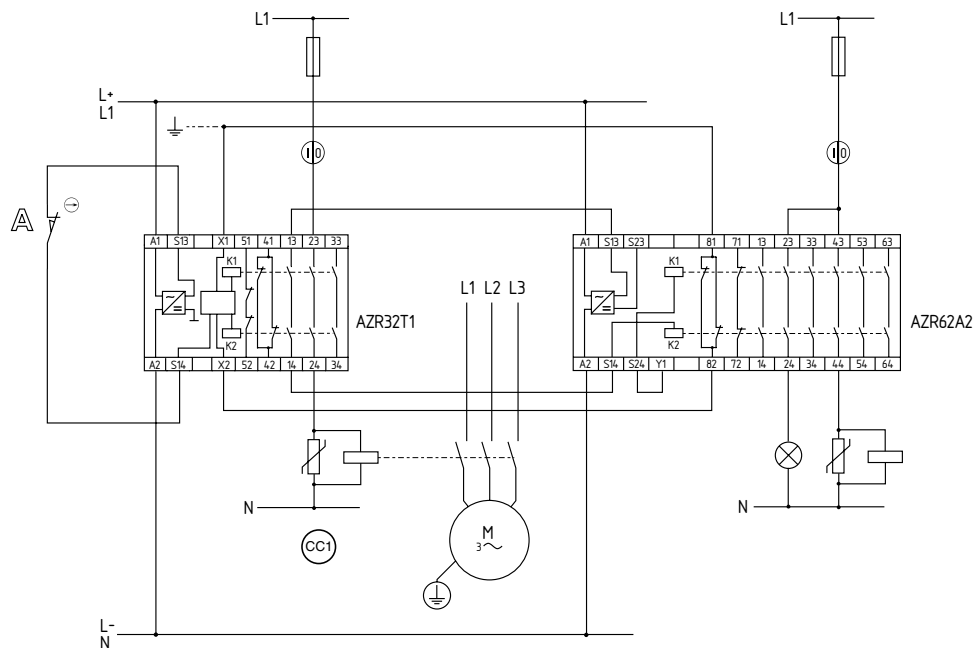 L1
L1
L+
L1
I 0
I 0
A
A1 S13 X1 51 41 13 23 33
K1
K2
A2 S14 X2 52 42 14 24 34
AZR32T1
L1 L2 L3
A1 S13 S23 81 71 13 23 33 43 53 63
K1
K2
A2 S14 S24 Y1 82 72 14 24 34 44 54 64
AZR62A2
N
N
CC1
M
3~
L-
N